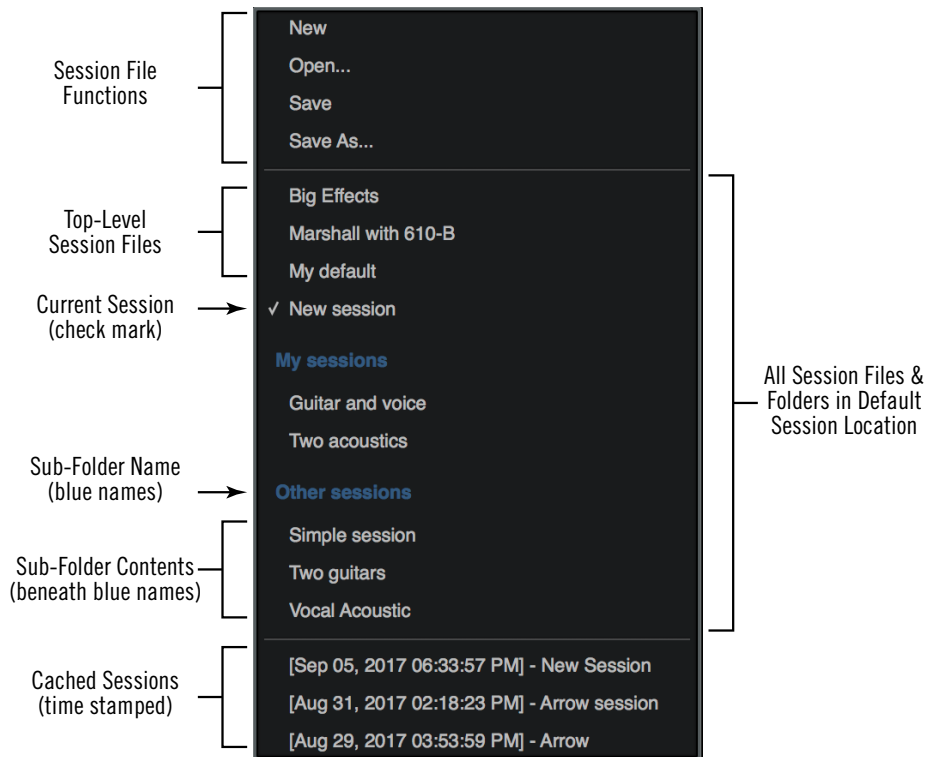 Session File
Functions
New
Open...
Save
Save As...
Top-Level
Session Files
Big Effects
Marshall with 610-B
My default
Current Session
(check mark)
✓ New session
My sessions
Guitar and voice
Two acoustics
All Session Files &
Folders in Default
Session Location
Sub-Folder Name
(blue names)
Other sessions
Sub-Folder Contents
(beneath blue names)
Simple session
Two guitars
Vocal Acoustic
Cached Sessions
(time stamped)
[Sep 05, 2017 06:33:57 PM] - New Session
[Aug 31, 2017 02:18:23 PM] - Arrow session
[Aug 29, 2017 03:53:59 PM] - Arrow